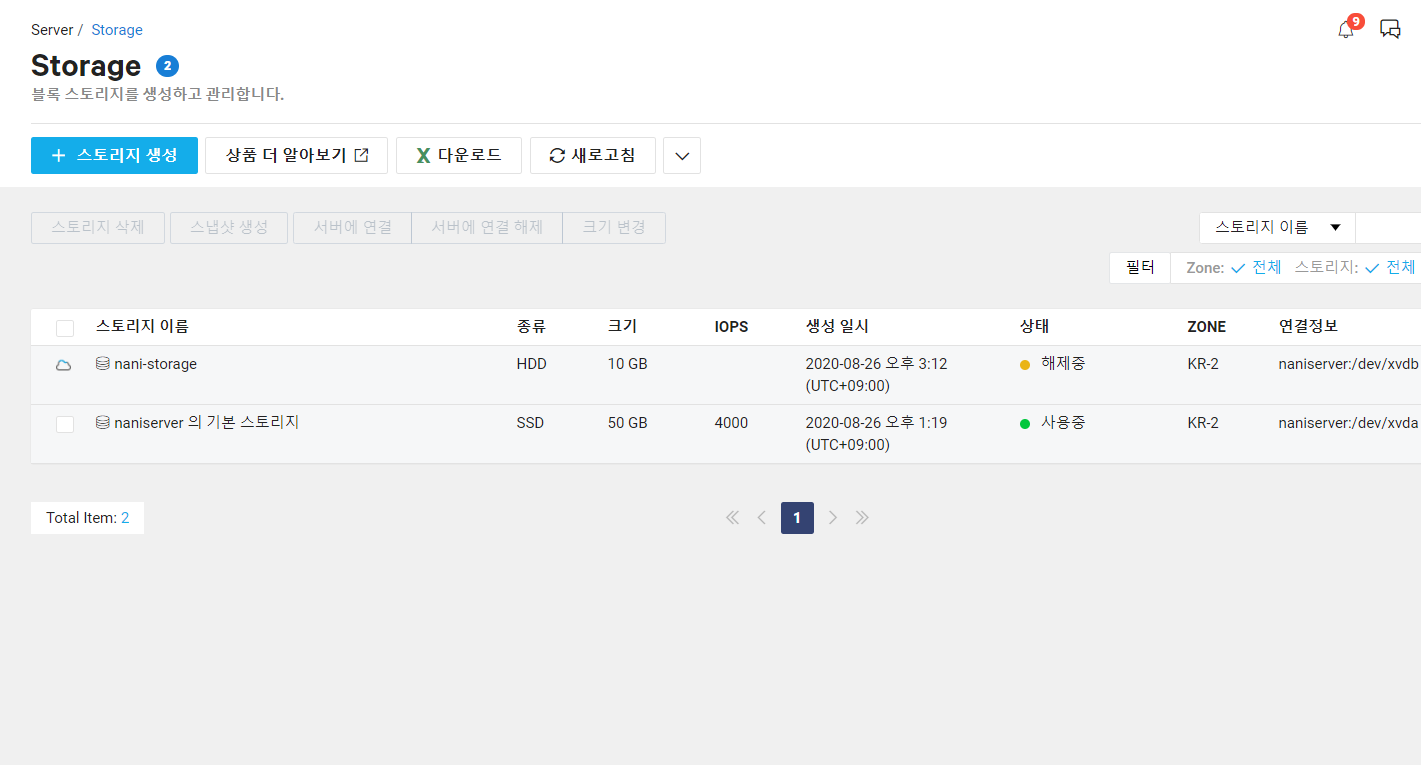 Server / Storage
9
Storage 2
블록 스토리지를 생성하고 관리합니다.
+ 스토리지 생성 상품 더 알아보기 다운로드 새로고침
스토리지 삭제 스냅샷 생성 서버에 연결 서버에 연결 해제 크기 변경 스토리지 이름
필터 Zone: 전체 스토리지: 전체
스토리지 이름 종류 크기 IOPS 생성 일시 상태 ZONE 연결정보
nani-storage HDD 10 GB 2020-08-26 오후 3:12 해제중 KR-2 naniserver:/dev/xvdb
(UTC+09:00)
naniserver 의 기본 스토리지 SSD 50 GB 4000 2020-08-26 오후 1:19 사용중 KR-2 naniserver:/dev/xvda
(UTC+09:00)
Total Item: 2 1